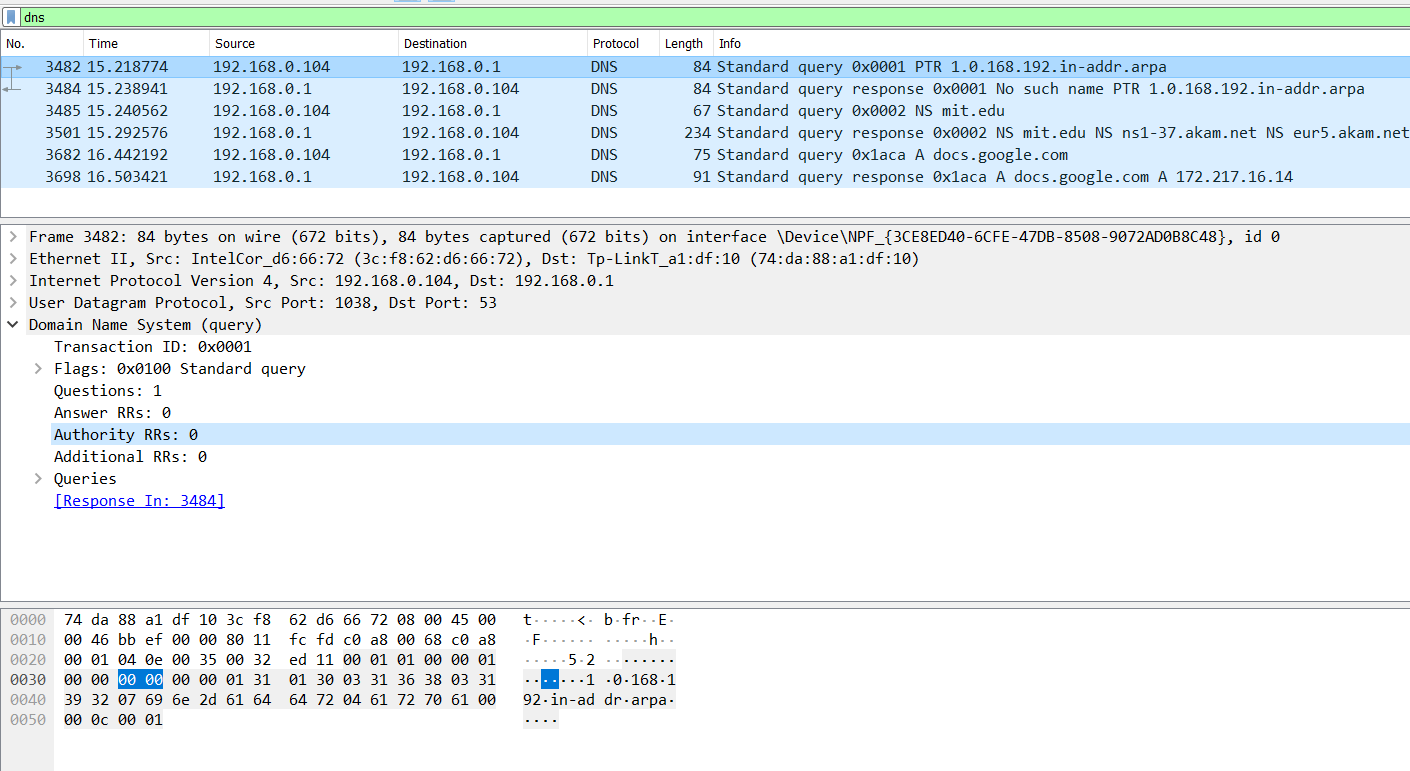 dns
No. Time Source Destination Protocol Length Info
3482 15.218774 192.168.0.104 192.168.0.1 DNS 84 Standard query 0x0001 PTR 1.0.168.192.in-addr.arpa
3484 15.238941 192.168.0.1 192.168.0.104 DNS 84 Standard query response 0x0001 No such name PTR 1.0.168.192.in-addr.arpa
3485 15.240562 192.168.0.104 192.168.0.1 DNS 67 Standard query 0x0002 NS mit.edu
3501 15.292576 192.168.0.1 192.168.0.104 DNS 234 Standard query response 0x0002 NS mit.edu NS ns1-37.akam.net NS eur5.akam.net
3682 16.442192 192.168.0.104 192.168.0.1 DNS 75 Standard query 0x1aca A docs.google.com
3698 16.503421 192.168.0.1 192.168.0.104 DNS 91 Standard query response 0x1aca A docs.google.com A 172.217.16.14
Frame 3482: 84 bytes on wire (672 bits), 84 bytes captured (672 bits) on interface \Device\NPF_{3CE8ED40-6CFE-47DB-8508-9072AD0B8C48}, id 0
Ethernet II, Src: IntelCor_d6:66:72 (3c:f8:62:d6:66:72), Dst: Tp-LinkT_a1:df:10 (74:da:88:a1:df:10)
Internet Protocol Version 4, Src: 192.168.0.104, Dst: 192.168.0.1
User Datagram Protocol, Src Port: 1038, Dst Port: 53
Domain Name System (query)
Transaction ID: 0x0001
Flags: 0x0100 Standard query
Questions: 1
Answer RRs: 0
Authority RRs: 0
Additional RRs: 0
Queries
[Response In: 3484]
0000 74 da 88 a1 df 10 3c f8 62 d6 66 72 08 00 45 00 t·····<· b·fr··E·
0010 00 46 bb ef 00 00 80 11 fc fd c0 a8 00 68 c0 a8 ·F······ ·····h··
0020 00 01 04 0e 00 35 00 32 ed 11 00 01 01 00 00 01 ·····5·2 ········
0030 00 00 00 00 00 00 01 31 01 30 03 31 36 38 03 31 ·······1 ·0·168·1
0040 39 32 07 69 6e 2d 61 64 64 72 04 61 72 70 61 00 92·in-ad dr·arpa·
0050 00 0c 00 01 ····